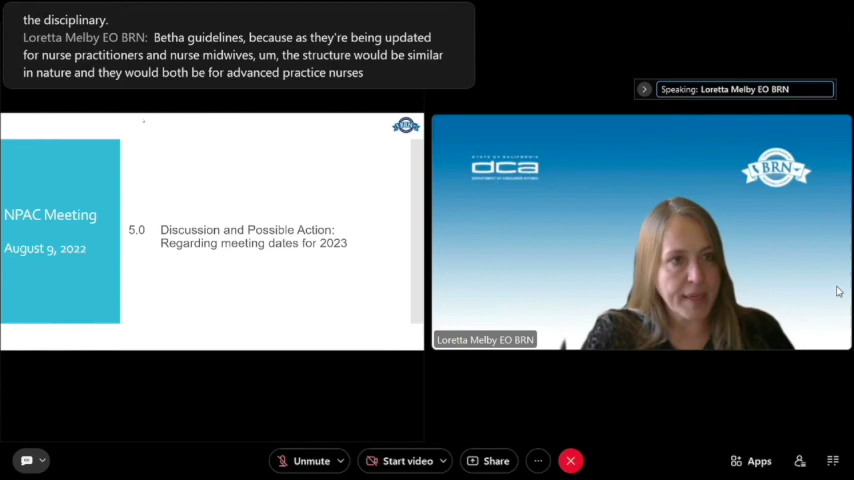 the disciplinary.
Loretta Melby EO BRN: Betha guidelines, because as they're being updated
for nurse practitioners and nurse midwives, um, the structure would be similar
in nature and they would both be for advanced practice nurses
Speaking: Loretta Melby EO BRN
BRN
NPAC Meeting
August 9, 2022
5.0 Discussion and Possible Action:
Regarding meeting dates for 2023
STATE OF CALIFORNIA
dca
DEPARTMENT OF CONSUMER AFFAIRS
BRN
Loretta Melby EO BRN
Unmute
Start video
Share
Apps